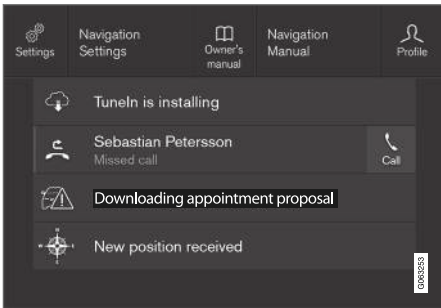 Settings
Navigation
Settings
Owner's
manual
Navigation
Manual
Profile
TuneIn is installing
Sebastian Petersson
Missed call
Call
Downloading appointment proposal
New position received
G063253